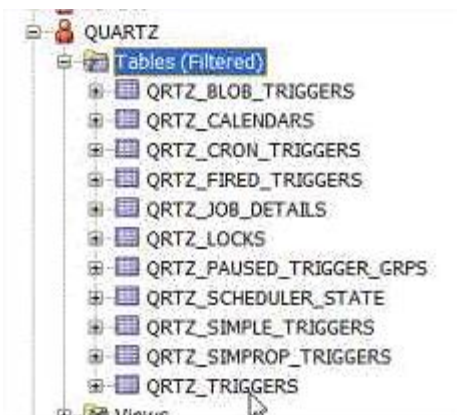 QUARTZ
Tables (Filtered)
QRTZ_BLOB_TRIGGERS
QRTZ_CALENDARS
QRTZ_CRON_TRIGGERS
QRTZ_FIRED_TRIGGERS
QRTZ_JOB_DETAILS
QRTZ_LOCKS
QRTZ_PAUSED_TRIGGER_GRPS
QRTZ_SCHEDULER_STATE
QRTZ_SIMPLE_TRIGGERS
QRTZ_SIMPROP_TRIGGERS
QRTZ_TRIGGERS
Views